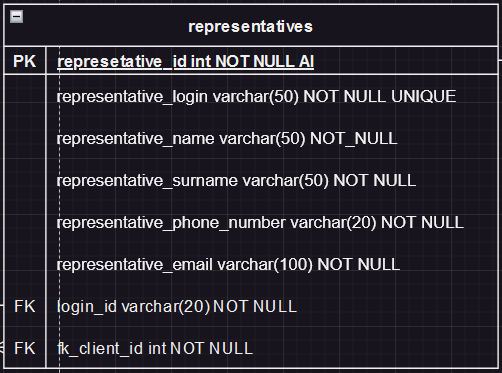 representatives
PK represetative_id int NOT NULL AI
representative_login varchar(50) NOT NULL UNIQUE
representative_name varchar(50) NOT_NULL
representative_surname varchar(50) NOT NULL
representative_phone_number varchar(20) NOT NULL
representative_email varchar(100) NOT NULL
FK login_id varchar(20) NOT NULL
FK fk_client_id int NOT NULL